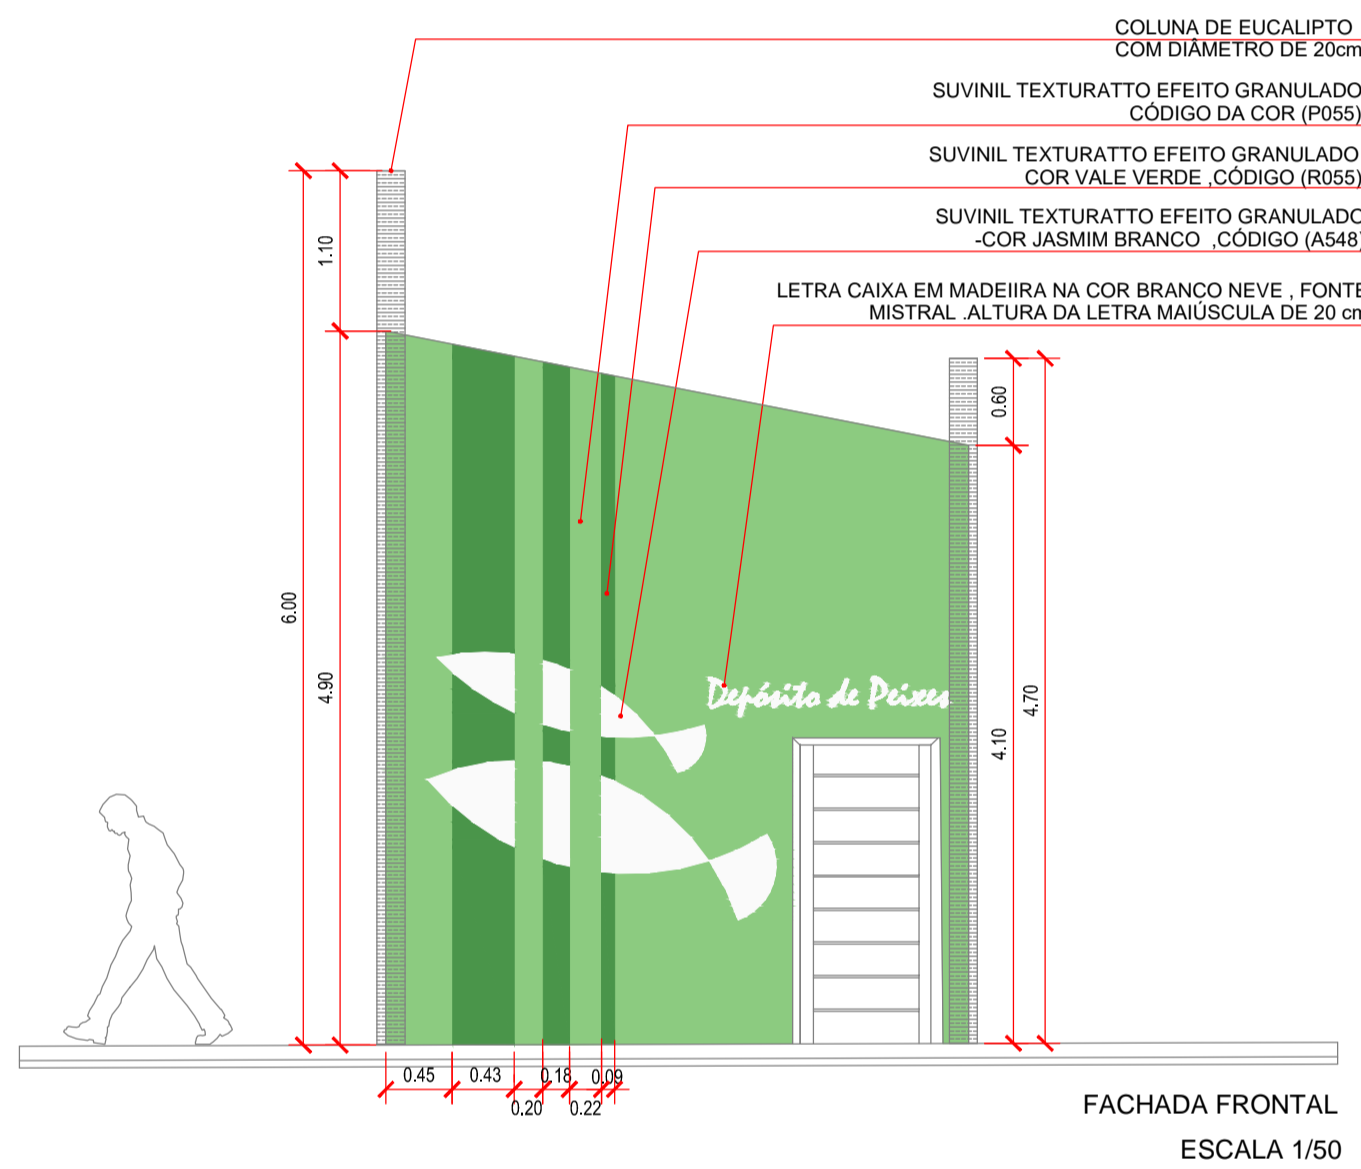 COLUNA DE EUCALIPTO
COM DIÂMETRO DE 20cm
SUVINIL TEXTURATTO EFEITO GRANULADO
CÓDIGO DA COR (P055)
SUVINIL TEXTURATTO EFEITO GRANULADO
COR VALE VERDE ,CÓDIGO (R055)
SUVINIL TEXTURATTO EFEITO GRANULADO
-COR JASMIM BRANCO ,CÓDIGO (A548)
LETRA CAIXA EM MADEIIRA NA COR BRANCO NEVE , FONTE
MISTRAL .ALTURA DA LETRA MAIÚSCULA DE 20 cm
1.10
0.60
6.00
4.90
4.70
4.10
Depósito de Peixes
0.45
0.43
0.18
0.09
0.20
0.22
FACHADA FRONTAL
ESCALA 1/50